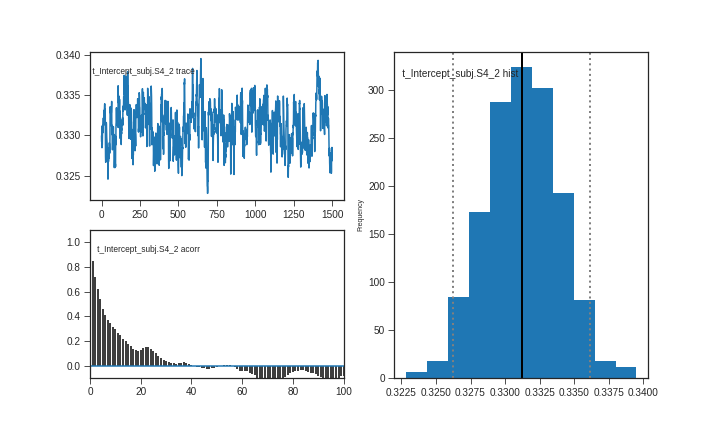 0.340
0.335
0.330
0.325
t_Intercept_subj.S4_2 trace
0 250 500 750 1000 1250 1500
1.0
0.8
0.6
0.4
0.2
0.0
t_Intercept_subj.S4_2 acorr
0 20 40 60 80 100
Frequency
300
250
200
150
100
50
0
t_Intercept_subj.S4_2 hist
0.3225 0.3250 0.3275 0.3300 0.3325 0.3350 0.3375 0.3400